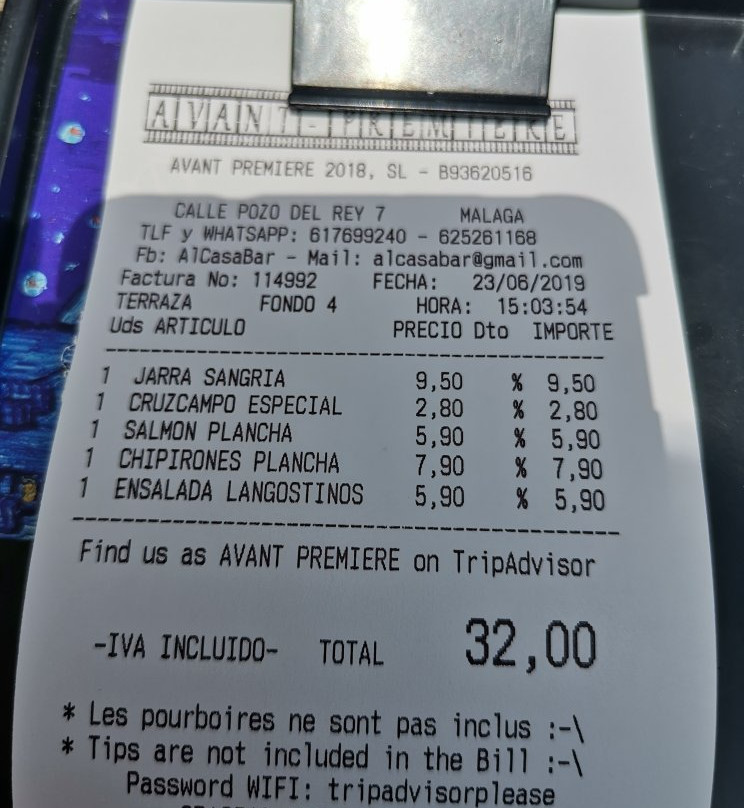 AVANT-PREMIERE
AVANT PREMIERE 2018, SL - B93620516
CALLE POZO DEL REY 7 MALAGA
TLF y WHATSAPP: 617699240 - 625261168
Fb: AlCasaBar - Mail: alcasabar@gmail.com
Factura No: 114992 FECHA: 23/06/2019
TERRAZA FONDO 4 HORA: 15:03:54
Uds ARTICULO PRECIO Dto IMPORTE
1 JARRA SANGRIA 9,50 % 9,50
1 CRUZCAMPO ESPECIAL 2,80 % 2,80
1 SALMON PLANCHA 5,90 % 5,90
1 CHIPIRONES PLANCHA 7,90 % 7,90
1 ENSALADA LANGOSTINOS 5,90 % 5,90
Find us as AVANT PREMIERE on TripAdvisor
-IVA INCLUIDO- TOTAL 32,00
* Les pourboires ne sont pas inclus :-\
* Tips are not included in the Bill :-\
Password WIFI: tripadvisorplease